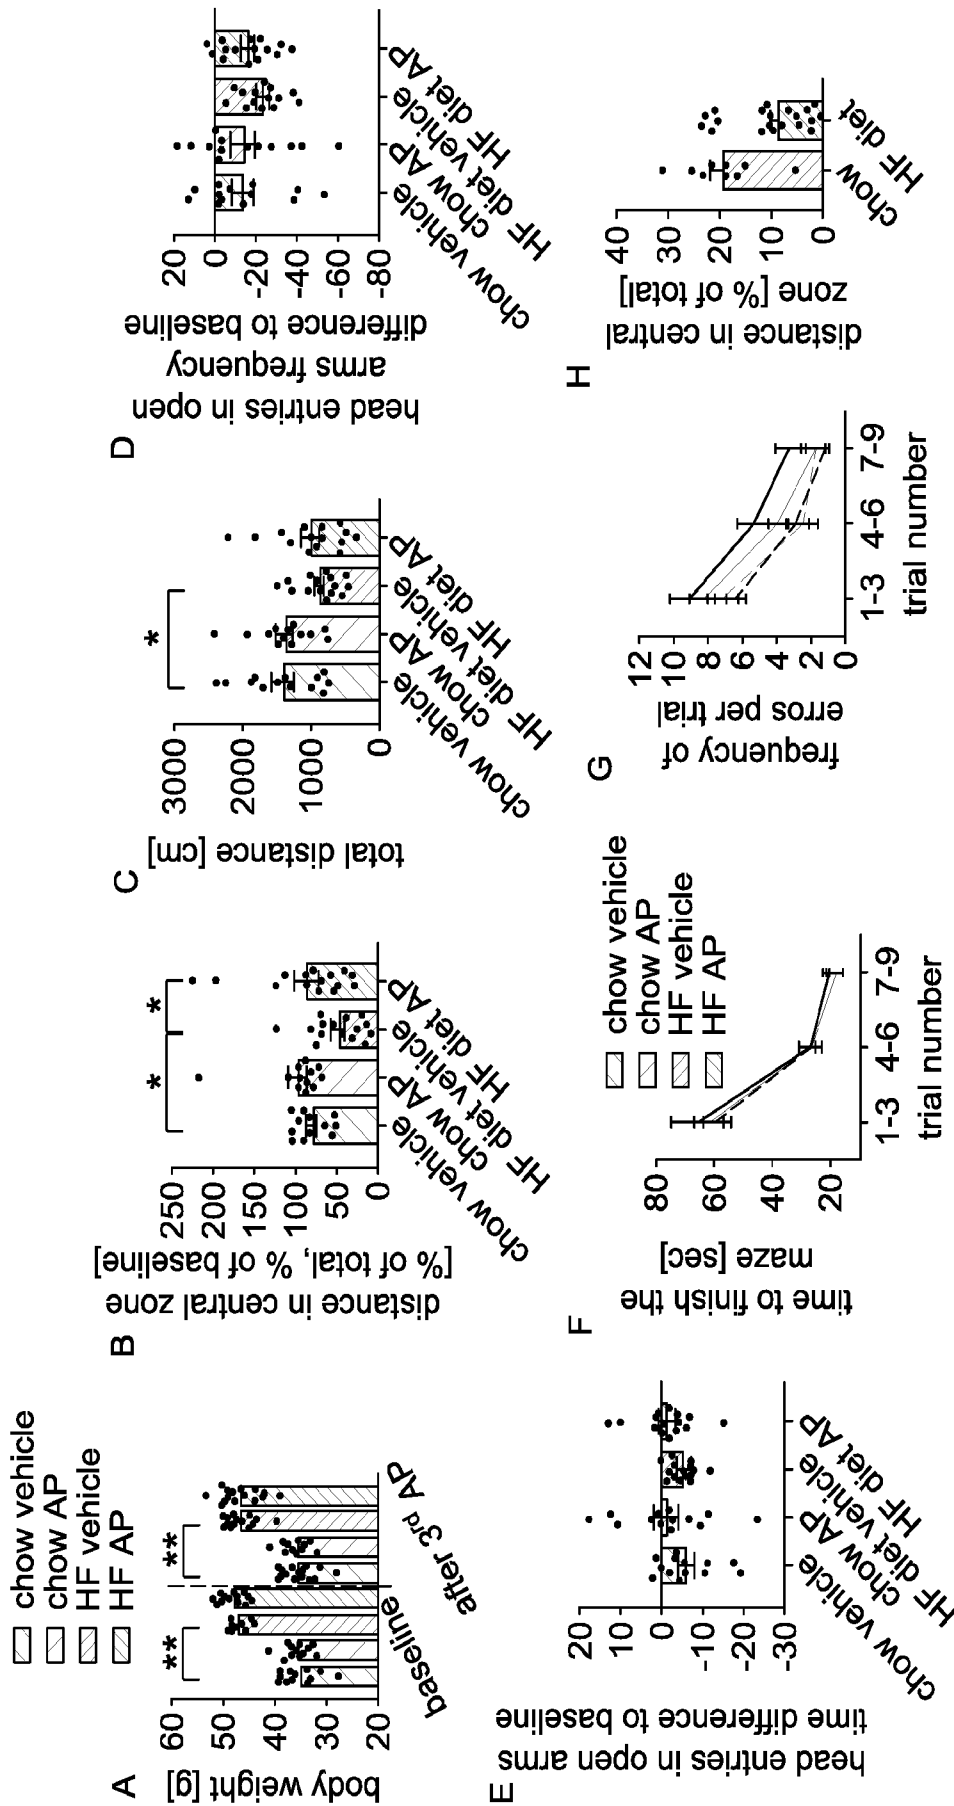 chow vehicle
chow AP
HF vehicle
HF AP
A
body weight [g]
60
50
40
30
20
**
**
baseline
after 3rd AP
B
distance in central zone
[% of total, % of baseline]
250
200
150
100
50
0
*
*
chow vehicle
chow AP
HF diet vehicle
HF diet AP
C
total distance [cm]
3000
2000
1000
0
*
chow vehicle
chow AP
HF diet vehicle
HF diet AP
D
head entries in open
arms frequency
difference to baseline
20
0
-20
-40
-60
-80
chow vehicle
chow AP
HF diet vehicle
HF diet AP
E
head entries in open arms
time difference to baseline
20
10
0
-10
-20
-30
chow vehicle
chow AP
HF diet vehicle
HF diet AP
F
time to finish the
maze [sec]
80
60
40
20
1-3
4-6
7-9
trial number
chow vehicle
chow AP
HF vehicle
HF AP
G
frequency of
erros per trial
12
10
8
6
4
2
0
1-3
4-6
7-9
trial number
H
distance in central
zone [% of total]
40
30
20
10
0
chow
HF diet